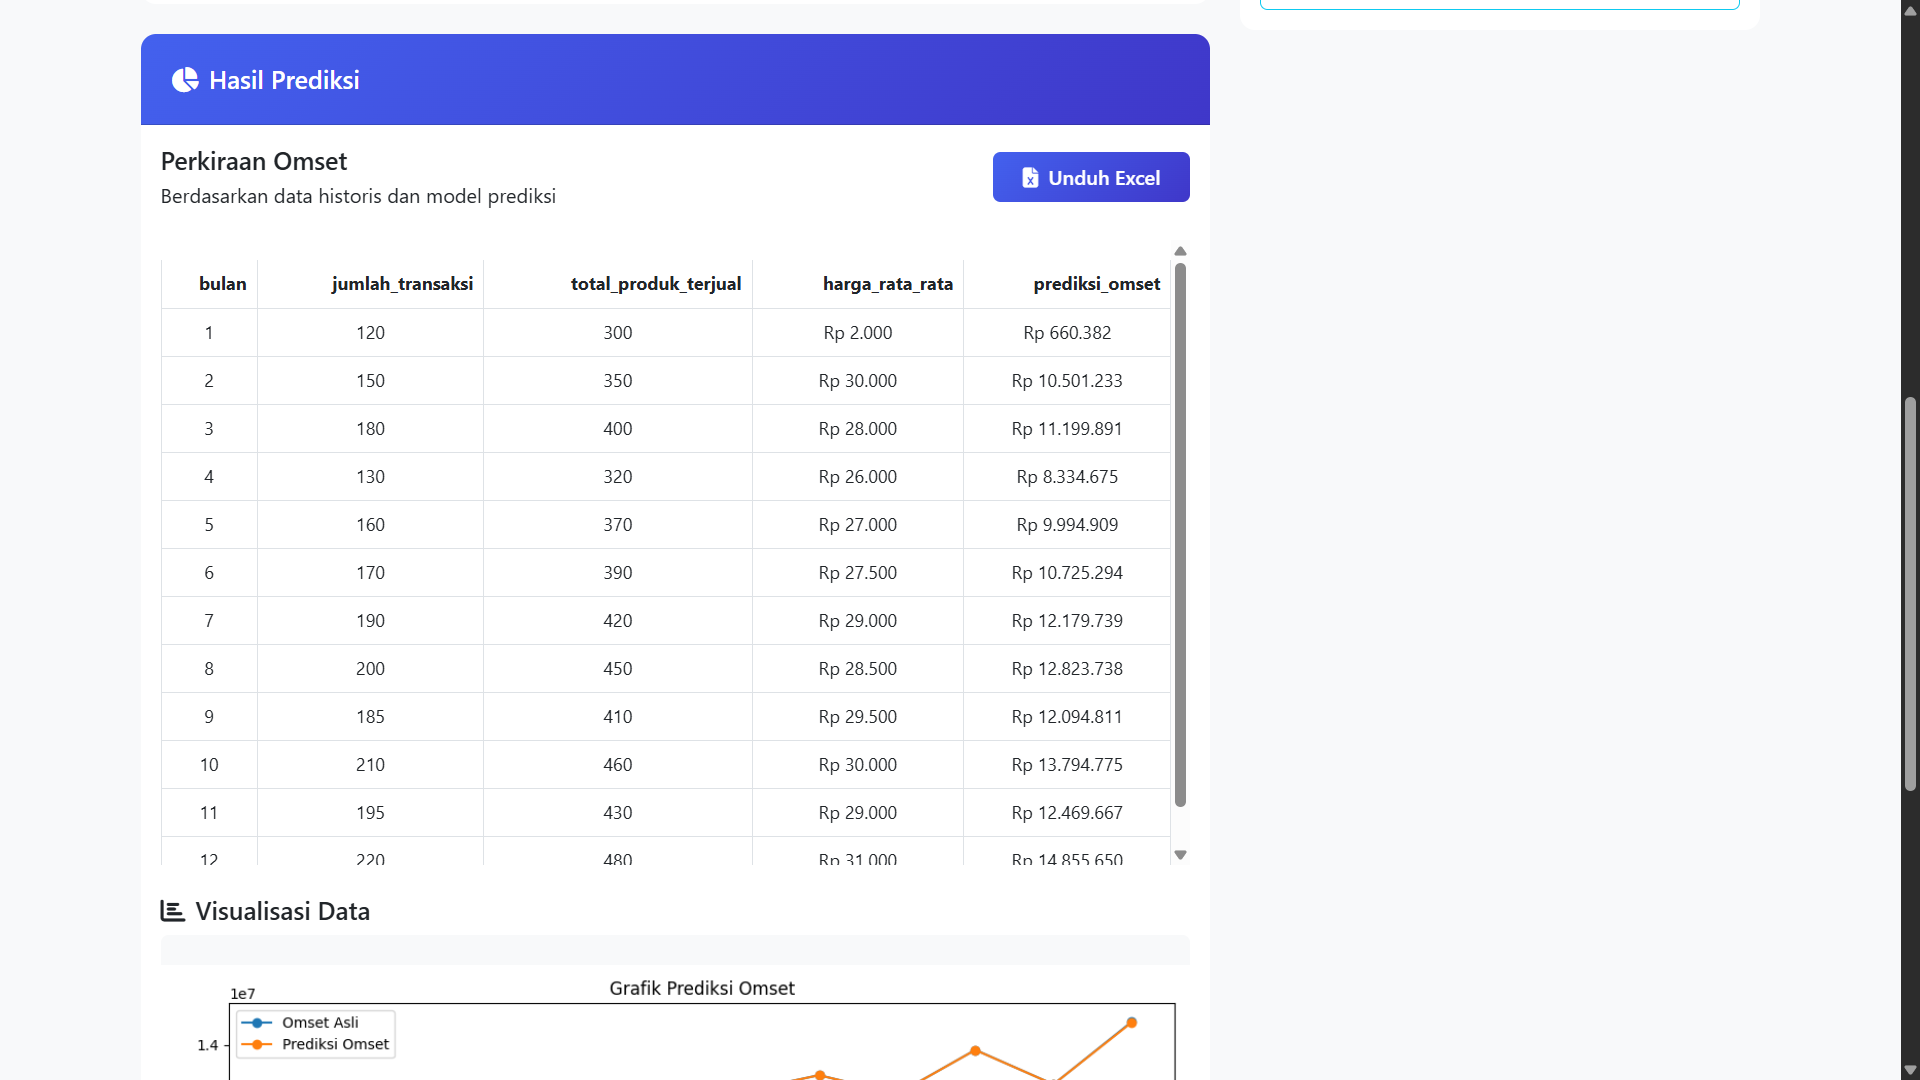 Hasil Prediksi
Perkiraan Omset
Berdasarkan data historis dan model prediksi
Unduh Excel
bulan jumlah_transaksi total_produk_terjual harga_rata_rata prediksi_omset
1 120 300 Rp 2.000 Rp 660.382
2 150 350 Rp 30.000 Rp 10.501.233
3 180 400 Rp 28.000 Rp 11.199.891
4 130 320 Rp 26.000 Rp 8.334.675
5 160 370 Rp 27.000 Rp 9.994.909
6 170 390 Rp 27.500 Rp 10.725.294
7 190 420 Rp 29.000 Rp 12.179.739
8 200 450 Rp 28.500 Rp 12.823.738
9 185 410 Rp 29.500 Rp 12.094.811
10 210 460 Rp 30.000 Rp 13.794.775
11 195 430 Rp 29.000 Rp 12.469.667
12 220 480 Rp 31.000 Rp 14.855.650
Visualisasi Data
Grafik Prediksi Omset
1e7
Omset Asli
Prediksi Omset
1.4